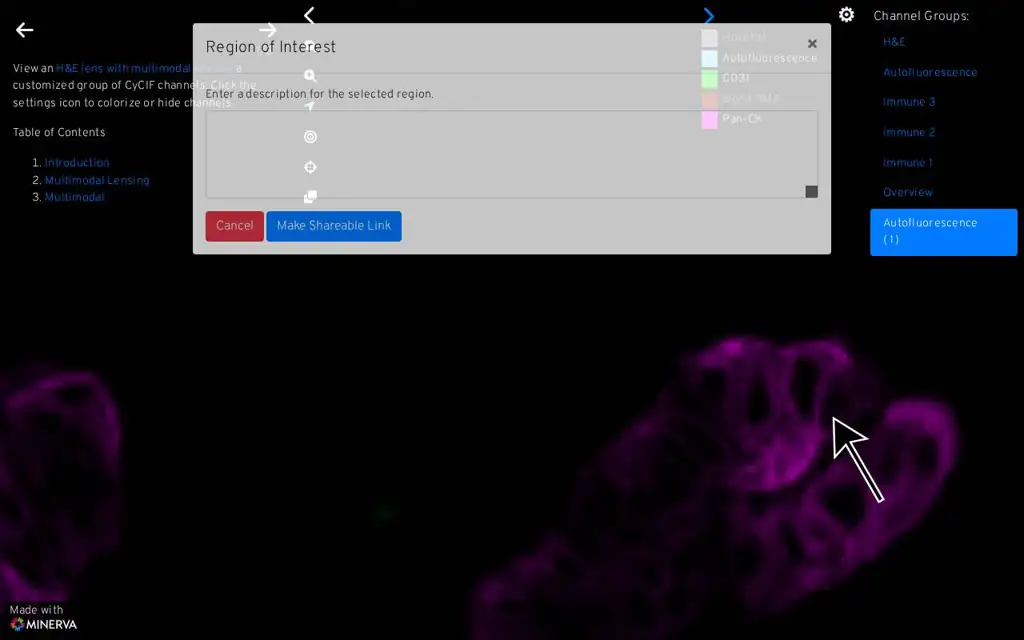 Region of Interest
Enter a description for the selected region.
Cancel
Make Shareable Link
View an H&E lens with multimodal
customized group of CyCIF channels. Click the
settings icon to colorize or hide channels.
Table of Contents
1. Introduction
2. Multimodal Lensing
3. Multimodal
Autofluorescence
CD31
Pan-CK
Channel Groups:
H&E
Autofluorescence
Immune 3
Immune 2
Immune 1
Overview
Autofluorescence
(1)
Made with
MINERVA